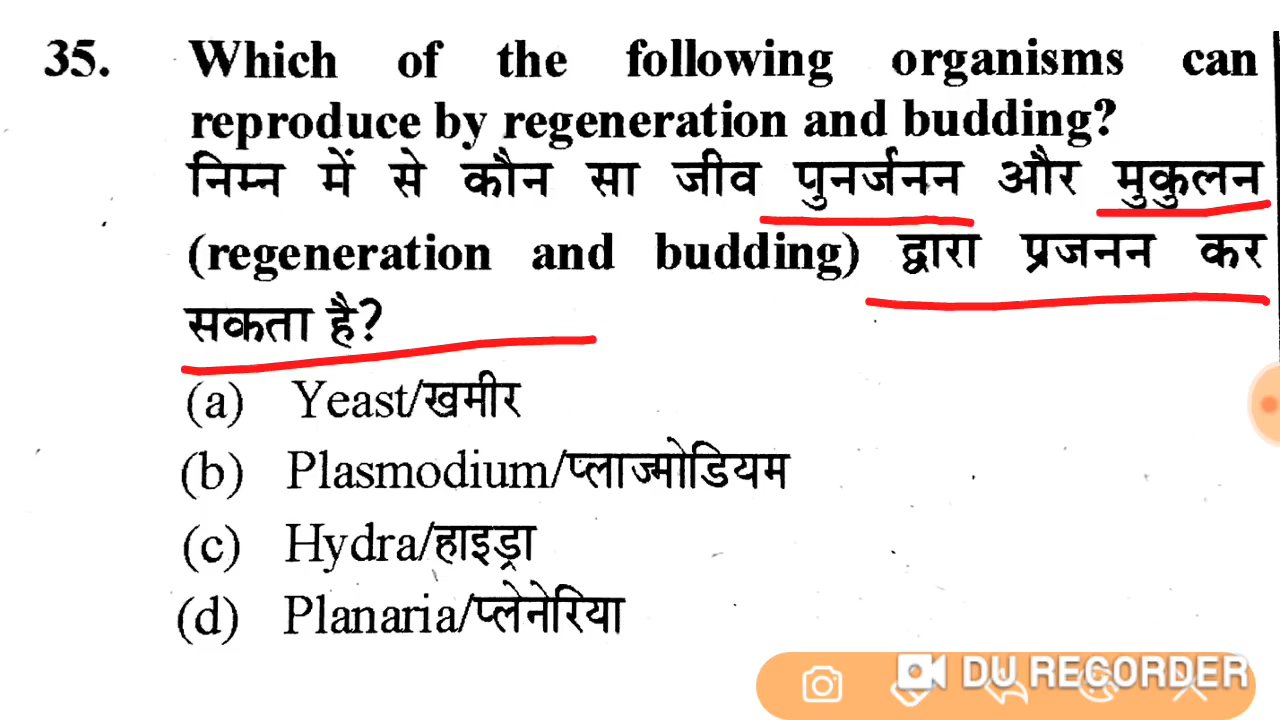 35. Which of the following organisms can
reproduce by regeneration and budding?
निम्न में से कौन सा जीव पुनर्जनन और मुकुलन
(regeneration and budding) द्वारा प्रजनन कर
सकता है?
(a) Yeast/खमीर
(b) Plasmodium/प्लाज्मोडियम
(c) Hydra/हाइड्रा
(d) Planaria/प्लेनेरिया
DU RECORDER